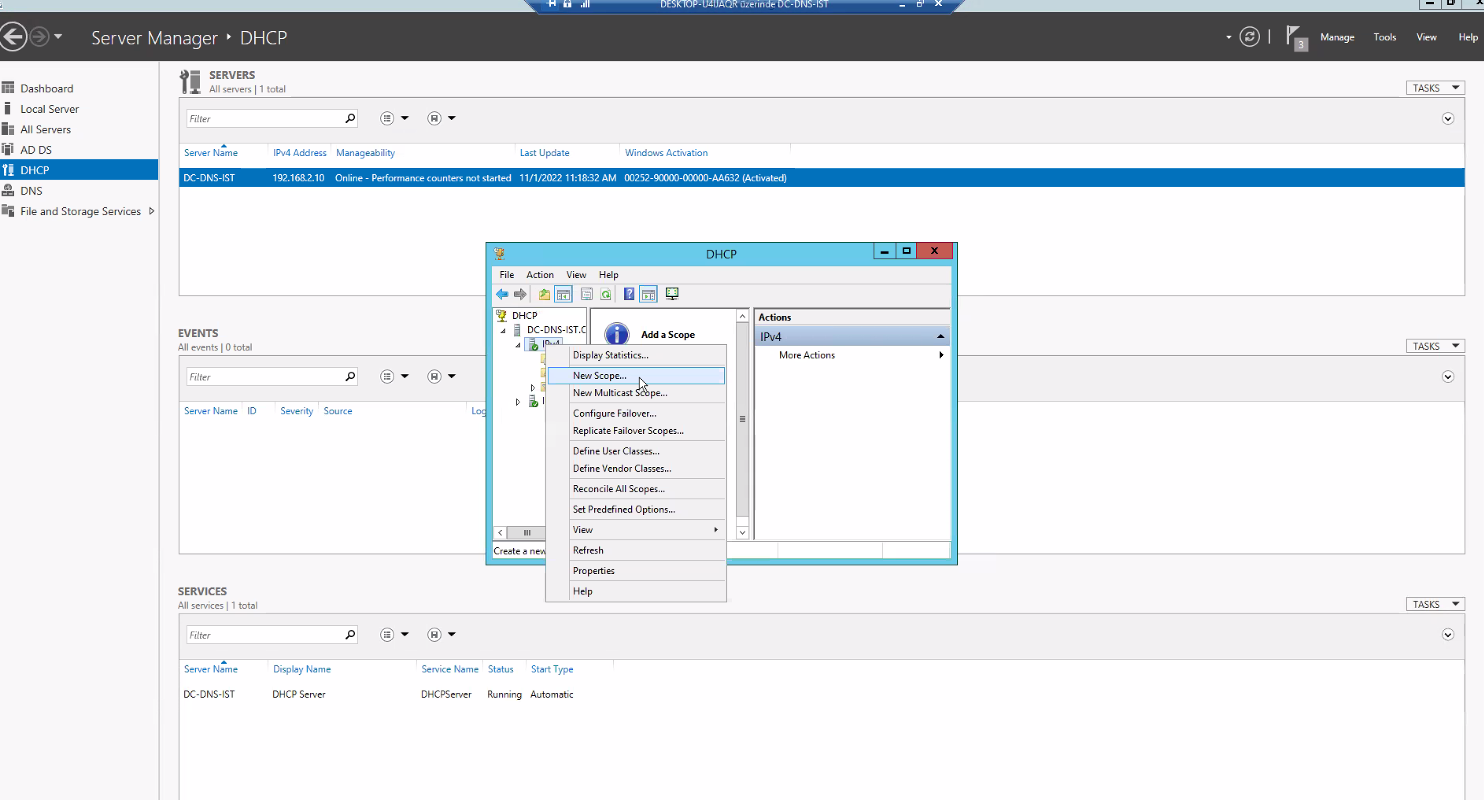 DESKTOP-U4UAQR üzerinde DC-DNS-IST
Server Manager ‣ DHCP
3 Manage Tools View Help
Dashboard
Local Server
All Servers
AD DS
DHCP
DNS
File and Storage Services
SERVERS
All servers | 1 total
TASKS
Filter
Server Name IPv4 Address Manageability Last Update Windows Activation
DC-DNS-IST 192.168.2.10 Online - Performance counters not started 11/1/2022 11:18:32 AM 00252-90000-00000-AA632 (Activated)
EVENTS
All events | 0 total
TASKS
Filter
Server Name ID Severity Source Log
DHCP
File Action View Help
DHCP
DC-DNS-IST.C
IPv4
Add a Scope
Actions
IPv4
More Actions
Create a new
Display Statistics...
New Scope...
New Multicast Scope...
Configure Failover...
Replicate Failover Scopes...
Define User Classes...
Define Vendor Classes...
Reconcile All Scopes...
Set Predefined Options...
View
Refresh
Properties
Help
SERVICES
All services | 1 total
TASKS
Filter
Server Name Display Name Service Name Status Start Type
DC-DNS-IST DHCP Server DHCPServer Running Automatic